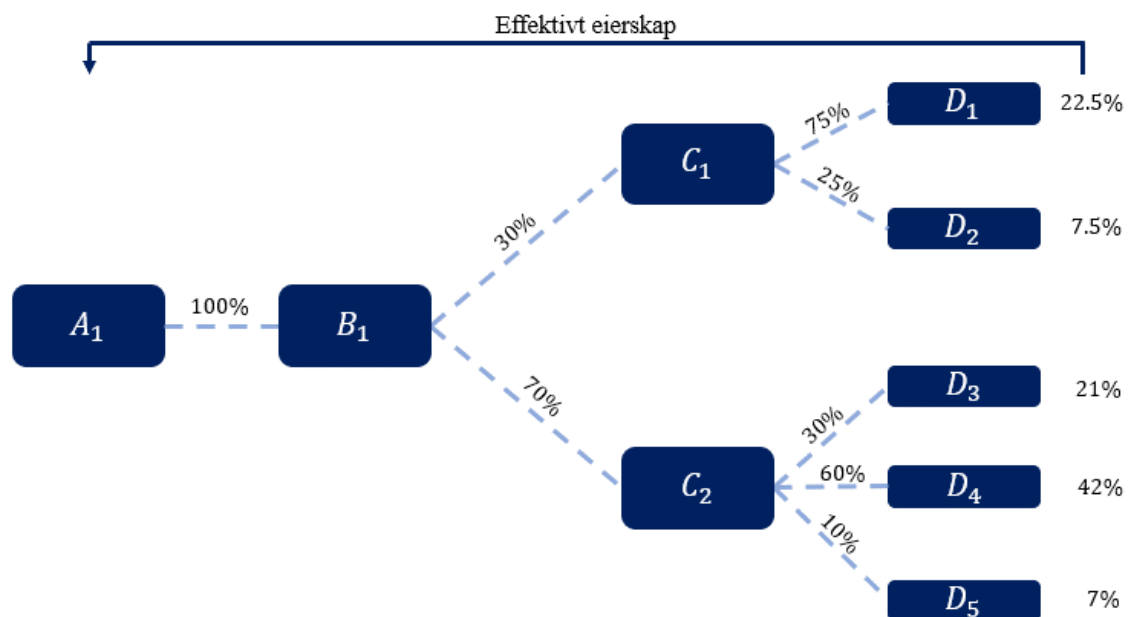 Effektivt eierskap
D₁
22.5%
75%
C₁
25%
D₂
7.5%
30%
A₁
100%
B₁
70%
D₃
21%
30%
C₂
60%
D₄
42%
10%
D₅
7%